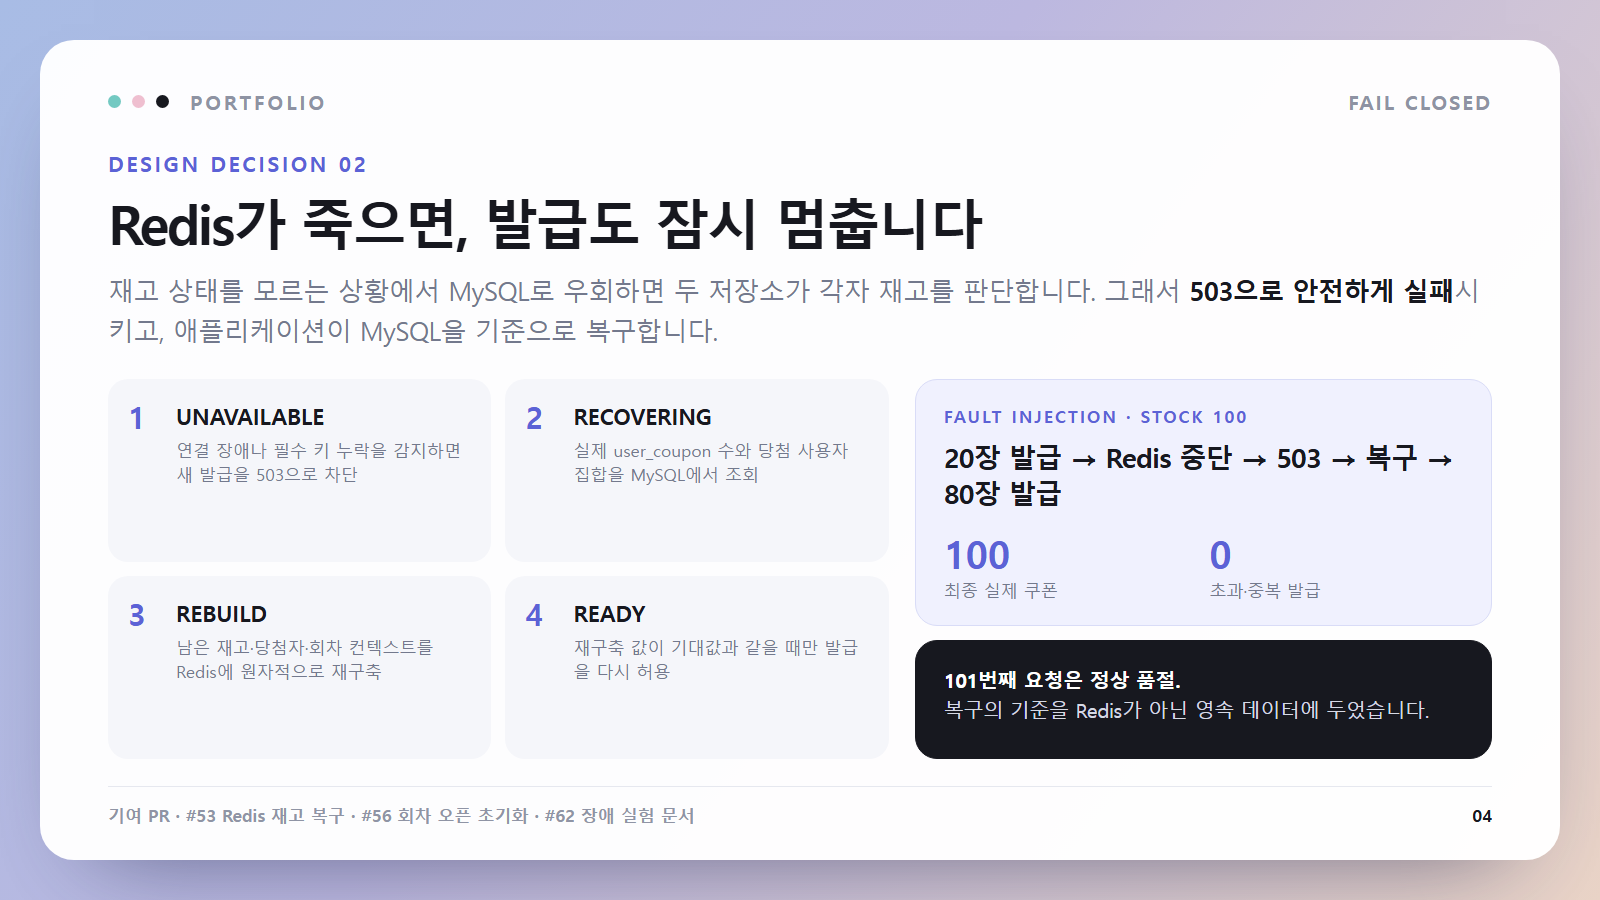 PORTFOLIO
FAIL CLOSED
DESIGN DECISION 02
Redis가 죽으면, 발급도 잠시 멈춥니다
재고 상태를 모르는 상황에서 MySQL로 우회하면 두 저장소가 각자 재고를 판단합니다. 그래서 503으로 안전하게 실패시
키고, 애플리케이션이 MySQL을 기준으로 복구합니다.
1 UNAVAILABLE
연결 장애나 필수 키 누락을 감지하면
새 발급을 503으로 차단
2 RECOVERING
실제 user_coupon 수와 당첨 사용자
집합을 MySQL에서 조회
3 REBUILD
남은 재고·당첨자·회차 컨텍스트를
Redis에 원자적으로 재구축
4 READY
재구축 값이 기대값과 같을 때만 발급
을 다시 허용
FAULT INJECTION · STOCK 100
20장 발급 → Redis 중단 → 503 → 복구 →
80장 발급
100
최종 실제 쿠폰
0
초과·중복 발급
101번째 요청은 정상 품절.
복구의 기준을 Redis가 아닌 영속 데이터에 두었습니다.
기여 PR · #53 Redis 재고 복구 · #56 회차 오픈 초기화 · #62 장애 실험 문서
04